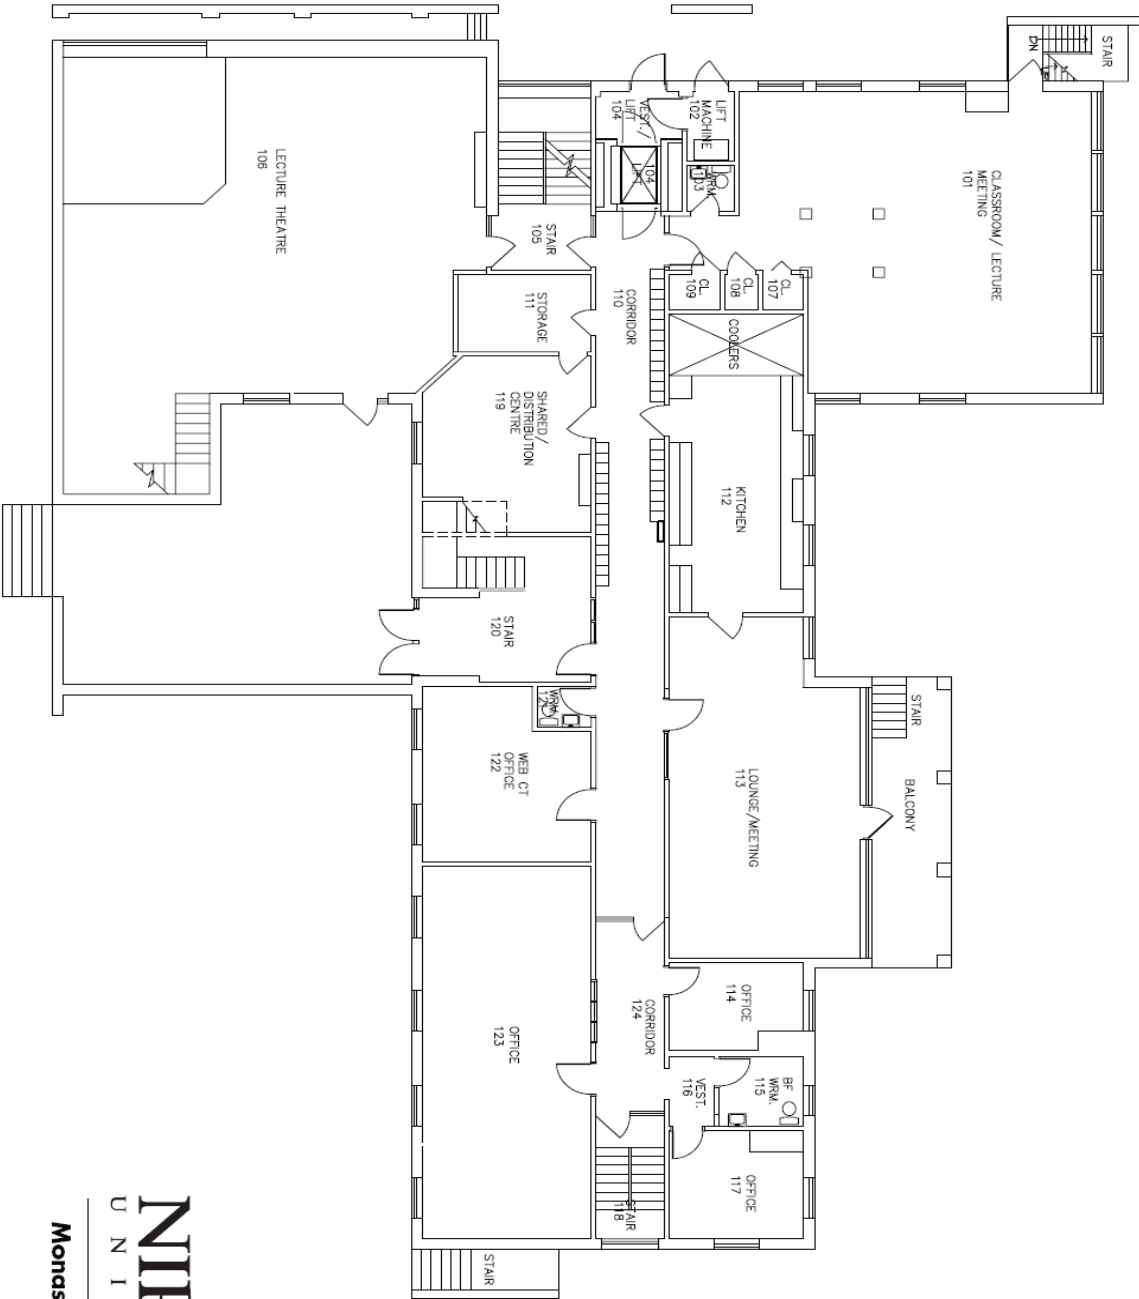 STAIR
DN
LIFT
MACHINE
102
VEST./
LIFT
104
LIFT
104
WRM.
103
CLASSROOM/ LECTURE
MEETING
101
LECTURE THEATRE
106
STAIR
105
CL.
109
CL.
108
CL.
107
STORAGE
111
CORRIDOR
110
COOLERS
SHARED/
DISTRIBUTION
CENTRE
119
KITCHEN
112
STAIR
120
WRM.
121
STAIR
BALCONY
WEB CT
OFFICE
122
LOUNGE/MEETING
113
OFFICE
123
CORRIDOR
124
OFFICE
114
VEST.
116
BF
WRM.
115
OFFICE
117
STAIR
118
STAIR
UNI
Monas